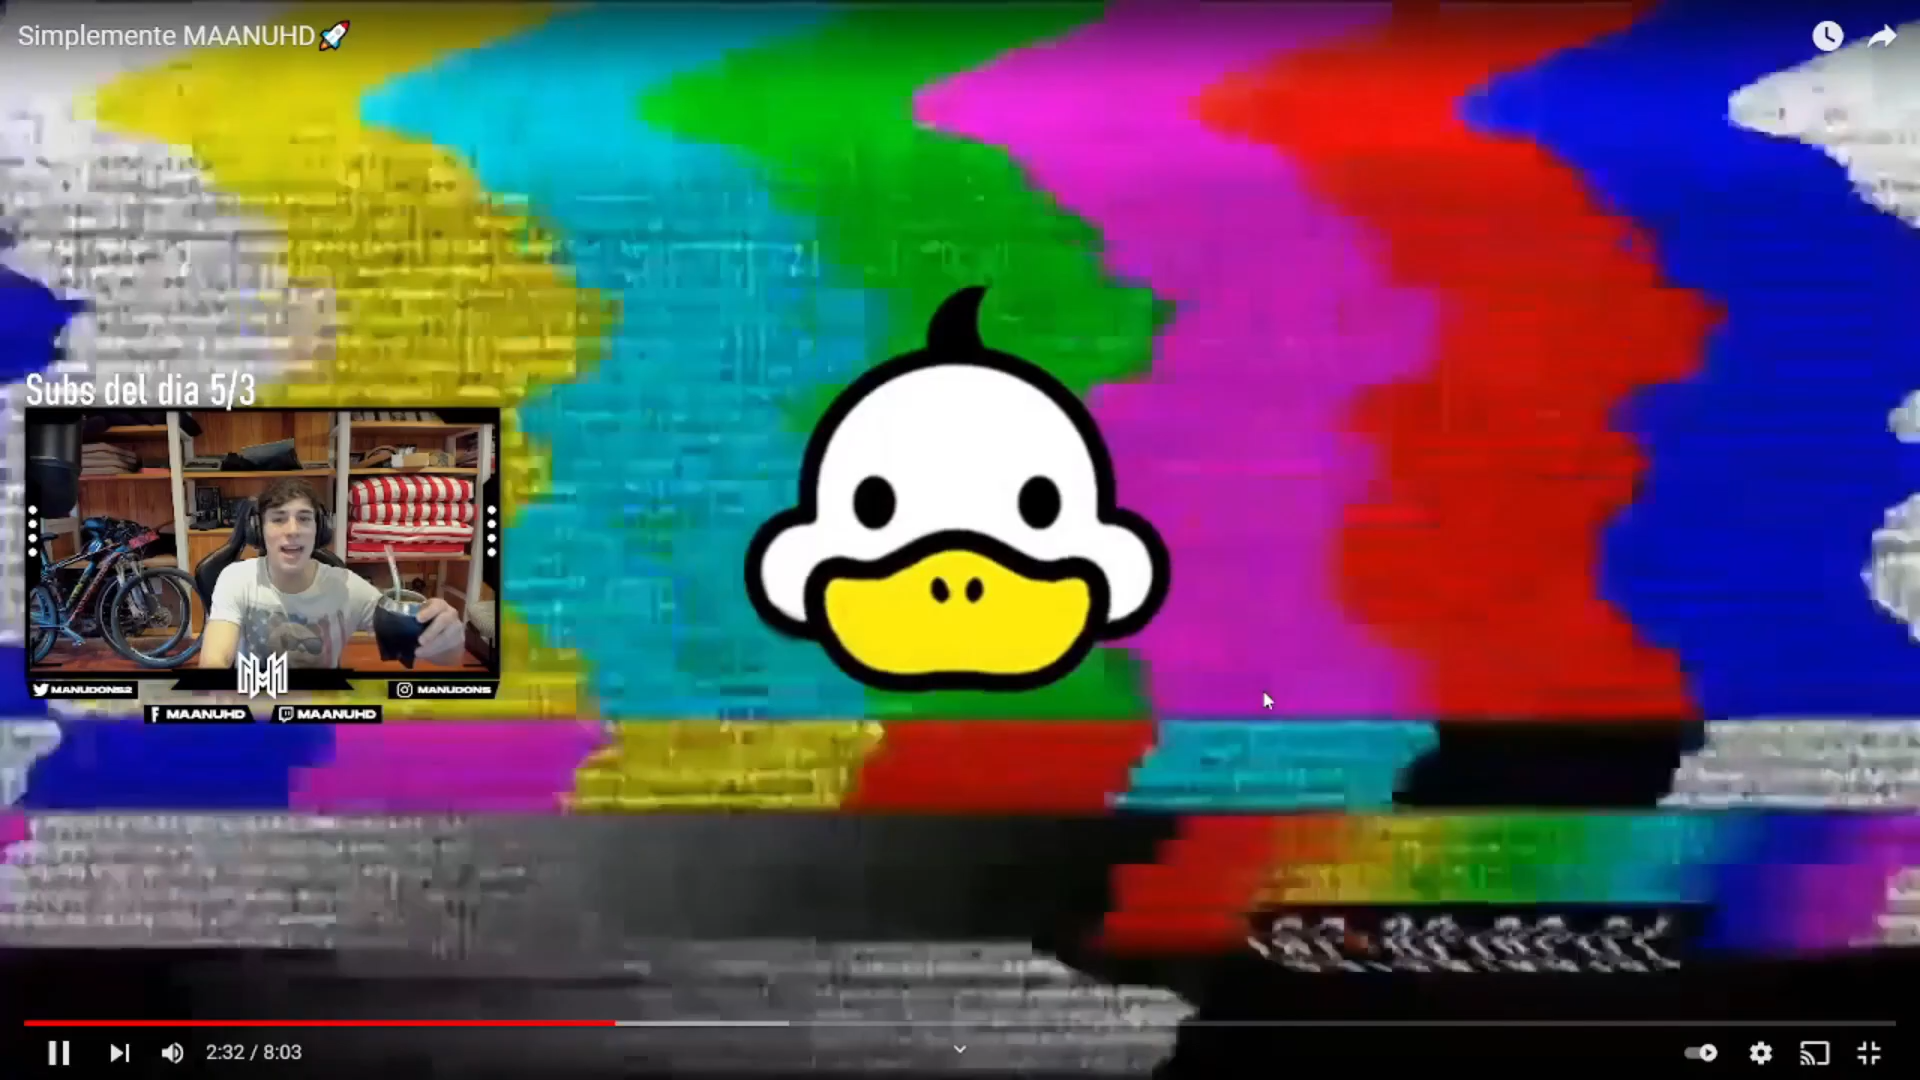 Simplemente MAANUHD🚀
Subs del dia 5/3
MANUDONS2
MANUDONS
MAANUHD
MAANUHD
2:32 / 8:03